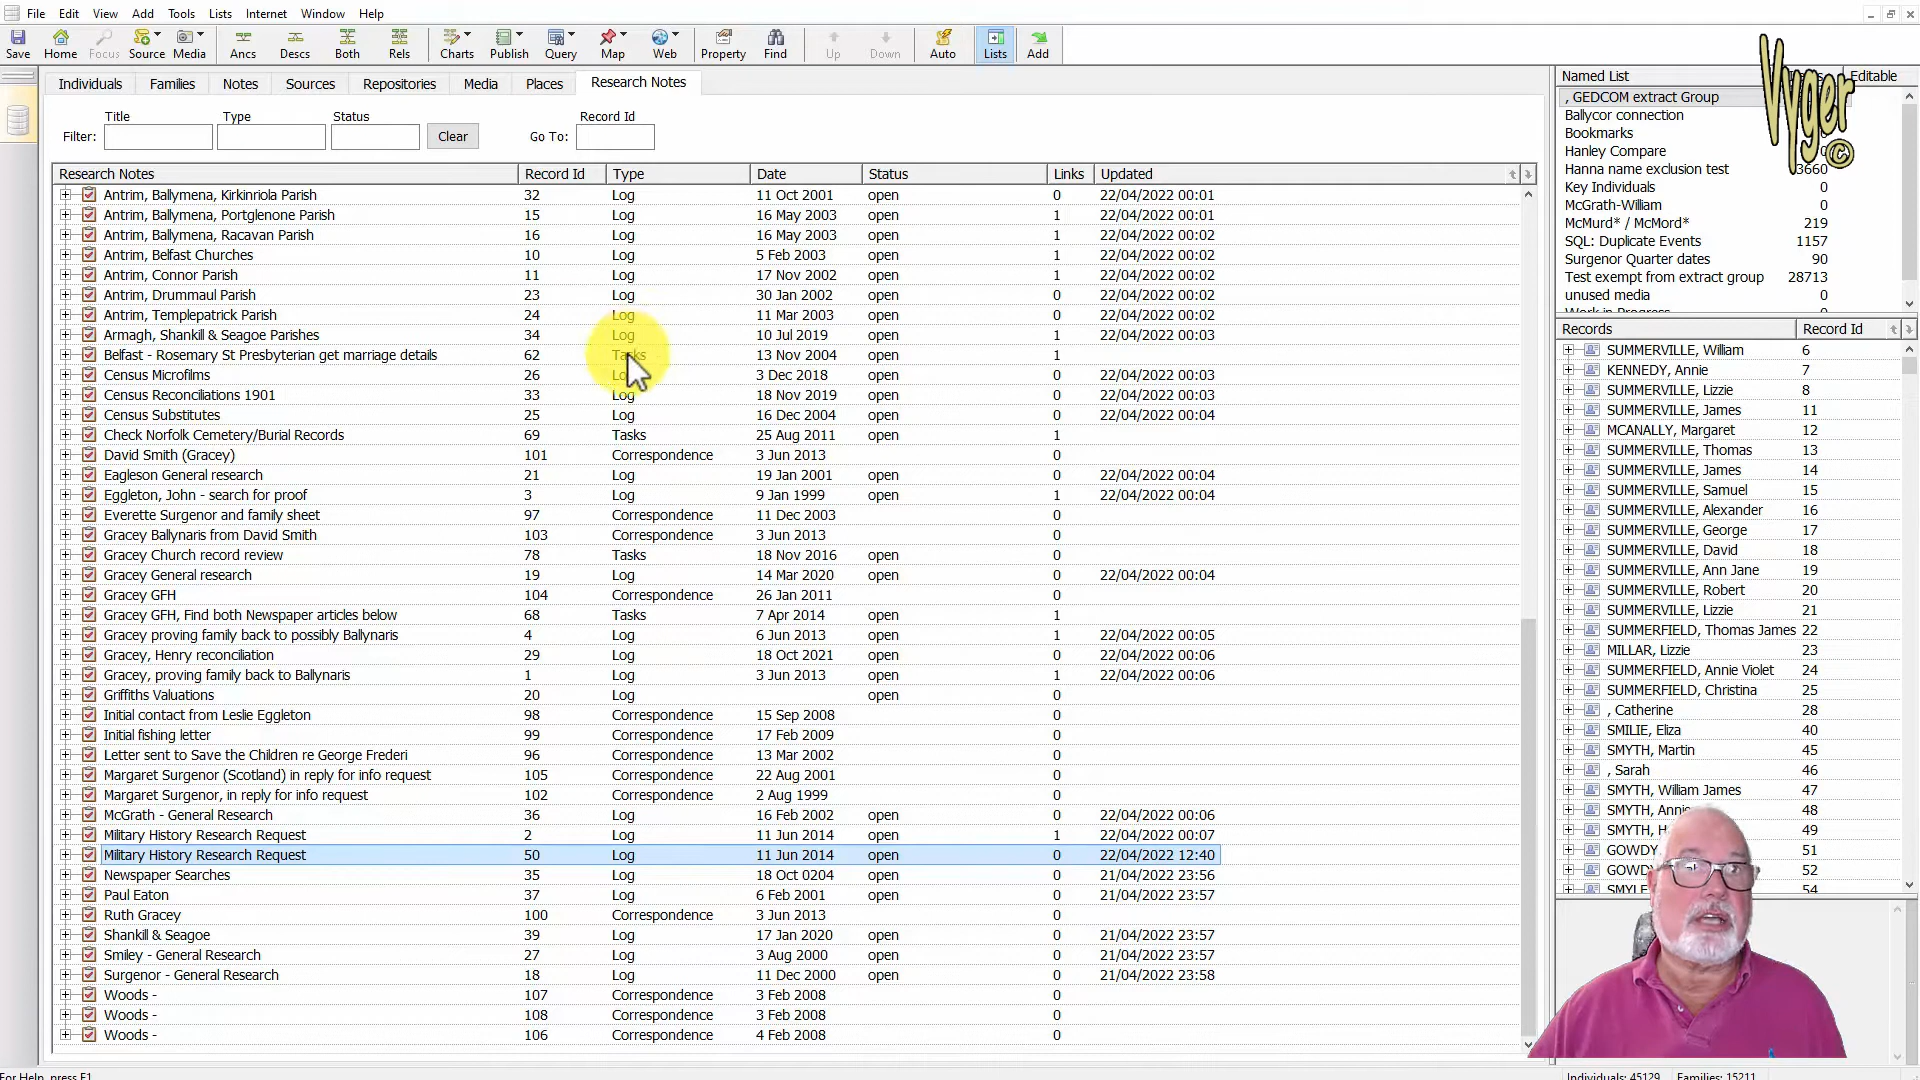 File Edit View Add Tools Lists Internet Window Help
Save Home Focus Source Media Ancs Descs Both Rels Charts Publish Query Map Web Property Find Up Down Auto Lists Add
Individuals Families Notes Sources Repositories Media Places Research Notes
Title Type Status Record Id
Filter: Clear Go To:
Research Notes Record Id Type Date Status Links Updated
Antrim, Ballymena, Kirkinriola Parish 32 Log 11 Oct 2001 open 0 22/04/2022 00:01
Antrim, Ballymena, Portglenone Parish 15 Log 16 May 2003 open 1 22/04/2022 00:01
Antrim, Ballymena, Racavan Parish 16 Log 16 May 2003 open 1 22/04/2022 00:02
Antrim, Belfast Churches 10 Log 5 Feb 2003 open 1 22/04/2022 00:02
Antrim, Connor Parish 11 Log 17 Nov 2002 open 1 22/04/2022 00:02
Antrim, Drummaul Parish 23 Log 30 Jan 2002 open 0 22/04/2022 00:02
Antrim, Templepatrick Parish 24 Log 11 Mar 2003 open 0 22/04/2022 00:02
Armagh, Shankill & Seagoe Parishes 34 Log 10 Jul 2019 open 1 22/04/2022 00:03
Belfast - Rosemary St Presbyterian get marriage details 62 Tasks 13 Nov 2004 open 1
Census Microfilms 26 Log 3 Dec 2018 open 0 22/04/2022 00:03
Census Reconciliations 1901 33 Log 18 Nov 2019 open 0 22/04/2022 00:03
Census Substitutes 25 Log 16 Dec 2004 open 0 22/04/2022 00:04
Check Norfolk Cemetery/Burial Records 69 Tasks 25 Aug 2011 open 1
David Smith (Gracey) 101 Correspondence 3 Jun 2013 0
Eagleson General research 21 Log 19 Jan 2001 open 0 22/04/2022 00:04
Eggleton, John - search for proof 3 Log 9 Jan 1999 open 1 22/04/2022 00:04
Everette Surgenor and family sheet 97 Correspondence 11 Dec 2003 0
Gracey Ballynaris from David Smith 103 Correspondence 3 Jun 2013 0
Gracey Church record review 78 Tasks 18 Nov 2016 open 0
Gracey General research 19 Log 14 Mar 2020 open 0 22/04/2022 00:04
Gracey GFH 104 Correspondence 26 Jan 2011 0
Gracey GFH, Find both Newspaper articles below 68 Tasks 7 Apr 2014 open 1
Gracey proving family back to possibly Ballynaris 4 Log 6 Jun 2013 open 1 22/04/2022 00:05
Gracey, Henry reconciliation 29 Log 18 Oct 2021 open 0 22/04/2022 00:06
Gracey, proving family back to Ballynaris 1 Log 3 Jun 2013 open 1 22/04/2022 00:06
Griffiths Valuations 20 Log open 0
Initial contact from Leslie Eggleton 98 Correspondence 15 Sep 2008 0
Initial fishing letter 99 Correspondence 17 Feb 2009 0
Letter sent to Save the Children re George Frederi 96 Correspondence 13 Mar 2002 0
Margaret Surgenor (Scotland) in reply for info request 105 Correspondence 22 Aug 2001 0
Margaret Surgenor, in reply for info request 102 Correspondence 2 Aug 1999 0
McGrath - General Research 36 Log 16 Feb 2002 open 0 22/04/2022 00:06
Military History Research Request 2 Log 11 Jun 2014 open 1 22/04/2022 00:07
Military History Research Request 50 Log 11 Jun 2014 open 0 22/04/2022 12:40
Newspaper Searches 35 Log 18 Oct 0204 open 0 21/04/2022 23:56
Paul Eaton 37 Log 6 Feb 2001 open 0 21/04/2022 23:57
Ruth Gracey 100 Correspondence 3 Jun 2013 0
Shankill & Seagoe 39 Log 17 Jan 2020 open 0 21/04/2022 23:57
Smiley - General Research 27 Log 3 Aug 2000 open 0 21/04/2022 23:57
Surgenor - General Research 18 Log 11 Dec 2000 open 0 21/04/2022 23:58
Woods - 107 Correspondence 3 Feb 2008 0
Woods - 108 Correspondence 3 Feb 2008 0
Woods - 106 Correspondence 4 Feb 2008 0
For Help, press F1
Named List Editable
, GEDCOM extract Group
Ballycor connection
Bookmarks
Hanley Compare
Hanna name exclusion test 3660
Key Individuals 0
McGrath-William 0
McMurd* / McMord* 219
SQL: Duplicate Events 1157
Surgenor Quarter dates 90
Test exempt from extract group 28713
unused media 0
Work in Progress
Vyger ©
Records Record Id
SUMMERVILLE, William 6
KENNEDY, Annie 7
SUMMERVILLE, Lizzie 8
SUMMERVILLE, James 11
MCANALLY, Margaret 12
SUMMERVILLE, Thomas 13
SUMMERVILLE, James 14
SUMMERVILLE, Samuel 15
SUMMERVILLE, Alexander 16
SUMMERVILLE, George 17
SUMMERVILLE, David 18
SUMMERVILLE, Ann Jane 19
SUMMERVILLE, Robert 20
SUMMERVILLE, Lizzie 21
SUMMERFIELD, Thomas James 22
MILLAR, Lizzie 23
SUMMERFIELD, Annie Violet 24
SUMMERFIELD, Christina 25
, Catherine 28
SMILIE, Eliza 40
SMYTH, Martin 45
, Sarah 46
SMYTH, William James 47
SMYTH, Annie 48
SMYTH, H 49
GOWDY 51
GOWD 52
SMYLE 54
Individuals: 45129 Families: 15211